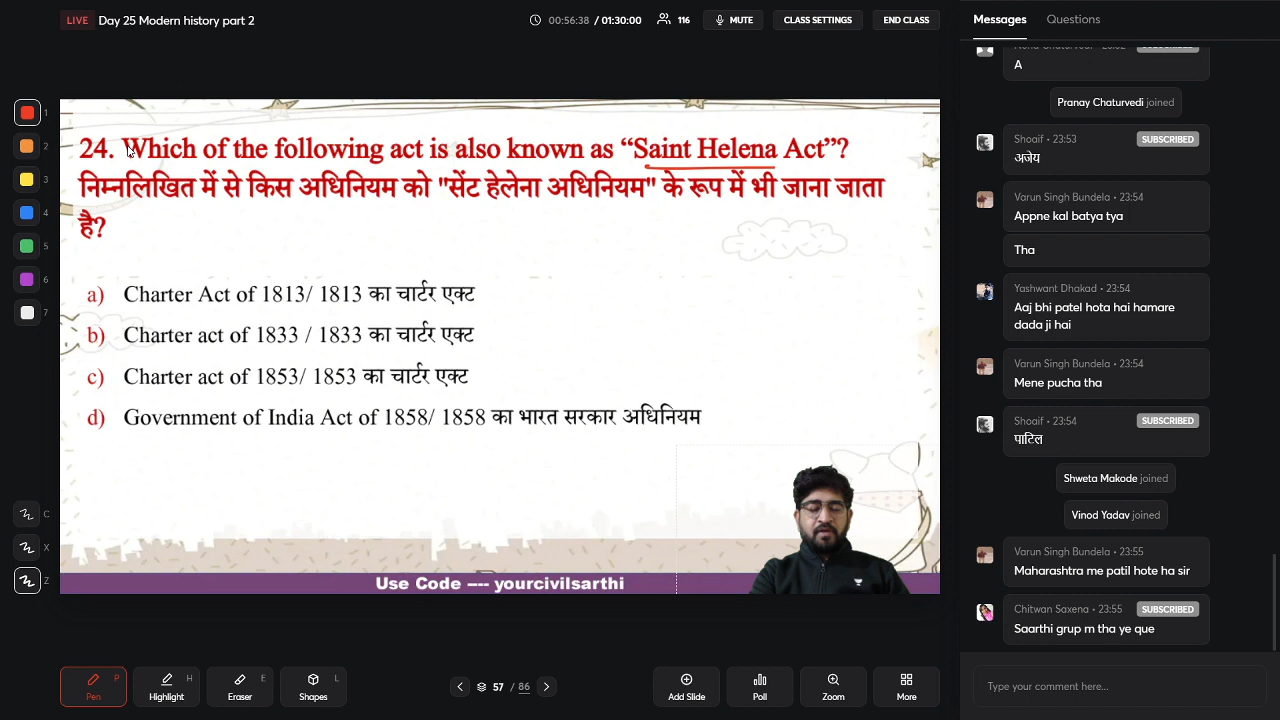 LIVE Day 25 Modern history part 2
00:56:38 / 01:30:00
116
MUTE
CLASS SETTINGS
END CLASS
1
2
3
4
5
6
7
C
X
Z
24. Which of the following act is also known as “Saint Helena Act”?
निम्नलिखित में से किस अधिनियम को "सेंट हेलेना अधिनियम" के रूप में भी जाना जाता
है?
a) Charter Act of 1813/ 1813 का चार्टर एक्ट
b) Charter act of 1833 / 1833 का चार्टर एक्ट
c) Charter act of 1853/ 1853 का चार्टर एक्ट
d) Government of India Act of 1858/ 1858 का भारत सरकार अधिनियम
Use Code ---- yourcivilsarthi
P
Pen
H
Highlight
E
Eraser
L
Shapes
57 / 86
Add Slide
Poll
Zoom
More
Messages
Questions
A
Pranay Chaturvedi joined
Shoaif • 23:53 SUBSCRIBED
अजेय
Varun Singh Bundela • 23:54
Appne kal batya tya
Tha
Yashwant Dhakad • 23:54
Aaj bhi patel hota hai hamare
dada ji hai
Varun Singh Bundela • 23:54
Mene pucha tha
Shoaif • 23:54 SUBSCRIBED
पाटिल
Shweta Makode joined
Vinod Yadav joined
Varun Singh Bundela • 23:55
Maharashtra me patil hote ha sir
Chitwan Saxena • 23:55 SUBSCRIBED
Saarthi grup m tha ye que
Type your comment here...